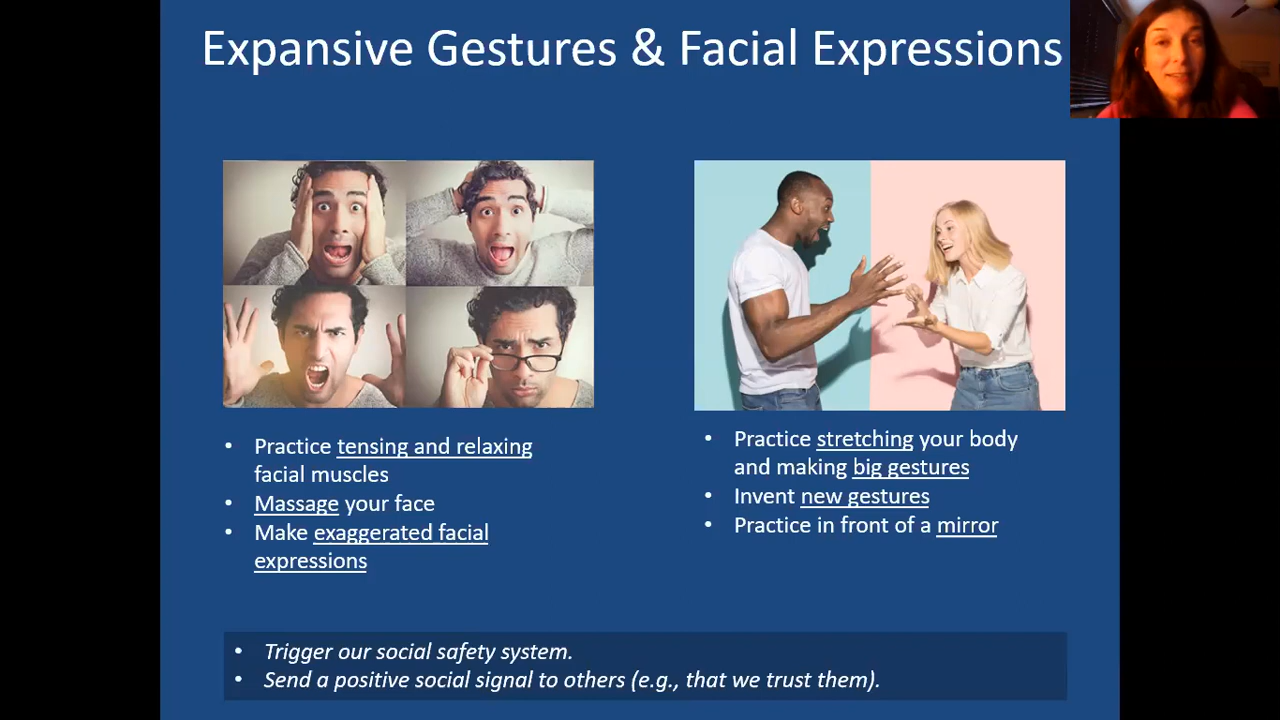 Expansive Gestures & Facial Expressions
• Practice tensing and relaxing
facial muscles
• Massage your face
• Make exaggerated facial
expressions
• Practice stretching your body
and making big gestures
• Invent new gestures
• Practice in front of a mirror
• Trigger our social safety system.
• Send a positive social signal to others (e.g., that we trust them).